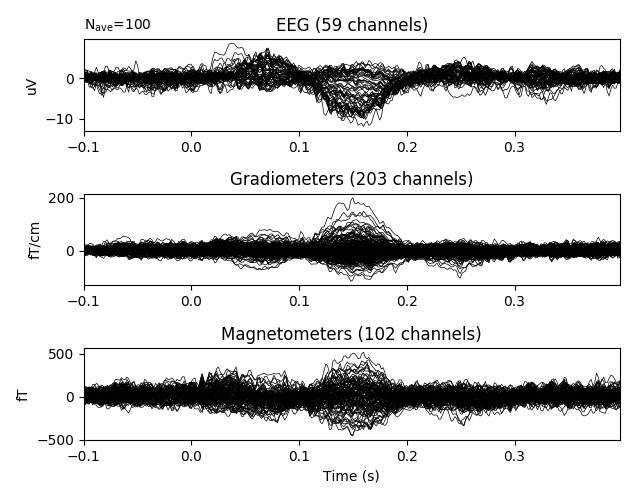 N_ave=100
EEG (59 channels)
uV
0
−10
−0.1 0.0 0.1 0.2 0.3
Gradiometers (203 channels)
fT/cm
200
0
−0.1 0.0 0.1 0.2 0.3
Magnetometers (102 channels)
fT
500
0
−500
−0.1 0.0 0.1 0.2 0.3
Time (s)